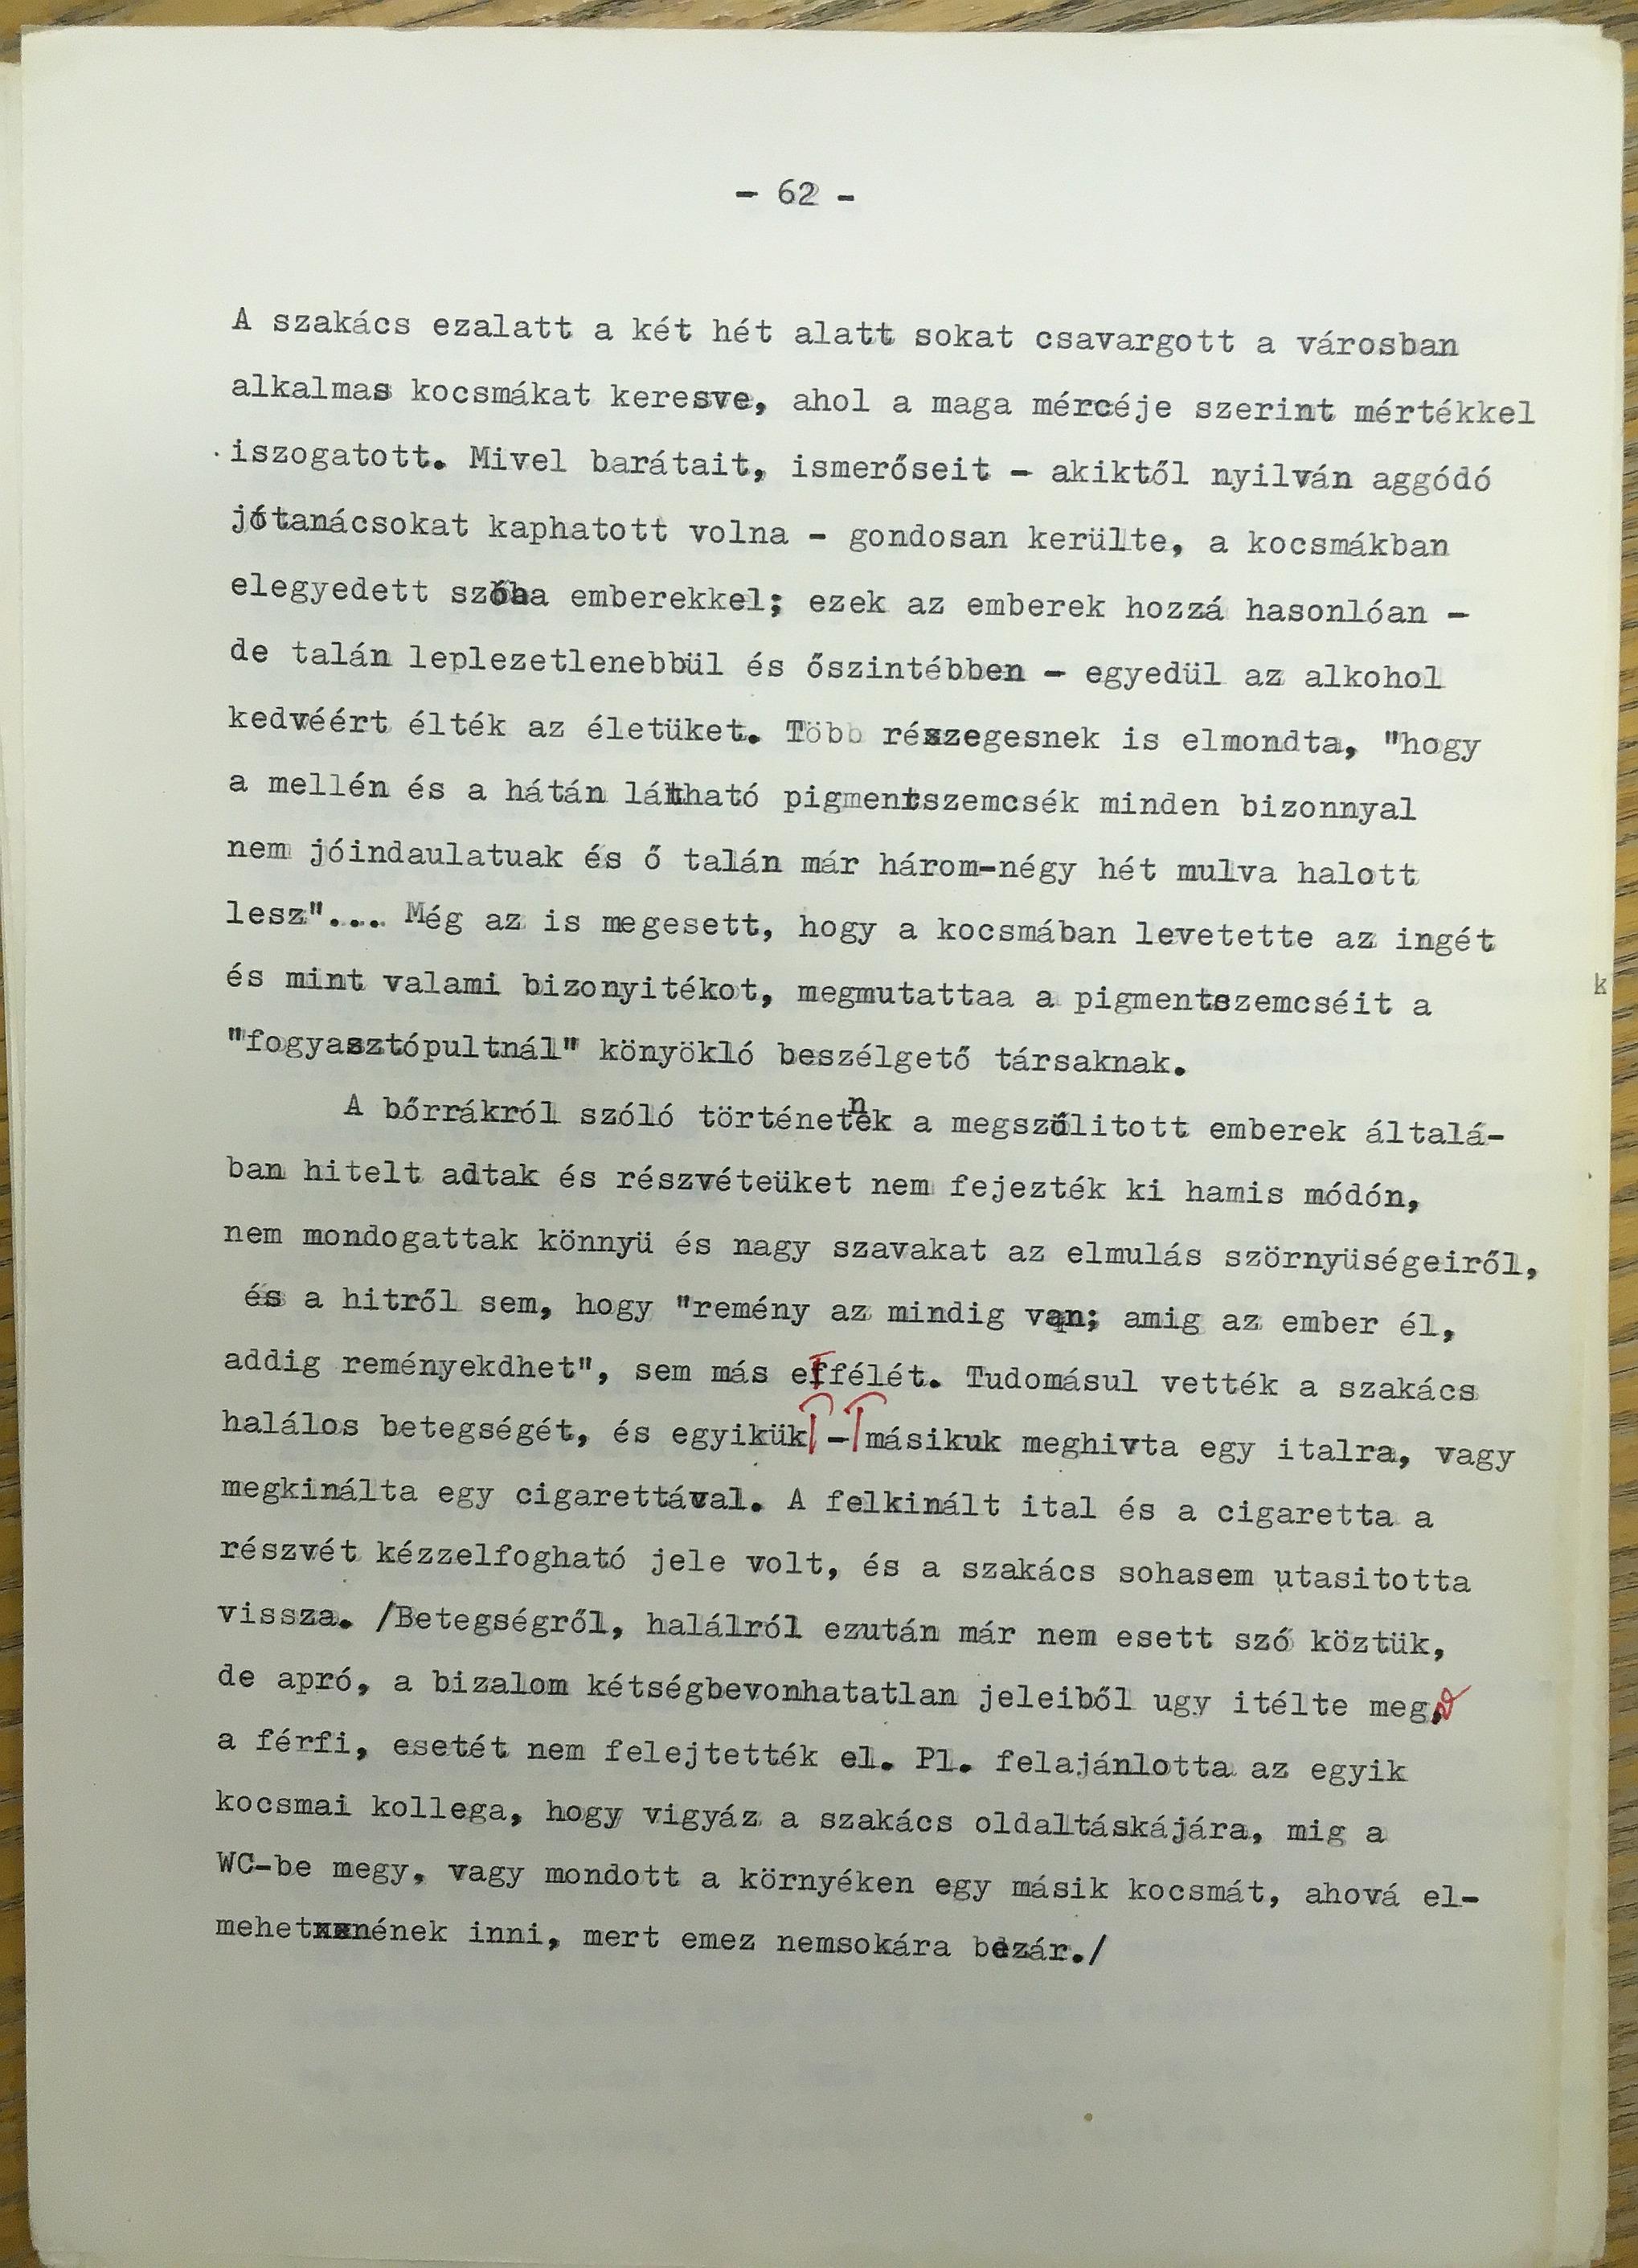 - 62 -
A szakács ezalatt a két hét alatt sokat csavargott a városban
alkalmas kocsmákat keresve, ahol a maga mércéje szerint mértékkel
iszogatott. Mivel barátait, ismerőseit - akiktől nyilván aggódó
jótanácsokat kaphatott volna - gondosan kerülte, a kocsmákban
elegyedett szóba emberekkel; ezek az emberek hozzá hasonlóan -
de talán leplezetlenebbül és őszintébben - egyedül az alkohol
kedvéért élték az életüket. Több részegesnek is elmondta, "hogy
a mellén és a hátán látható pigmentszemcsék minden bizonnyal
nem jóindaulatuak és ő talán már három-négy hét mulva halott
lesz".... Még az is megesett, hogy a kocsmában levetette az ingét
és mint valami bizonyitékot, megmutattaa a pigmentszemcséit a
k
"fogyasztópultnál" könyökló beszélgető társaknak.
A bőrrákról szóló történetnek a megszólitott emberek általá-
ban hitelt adtak és részvéteüket nem fejezték ki hamis módón,
nem mondogattak könnyü és nagy szavakat az elmulás szörnyüségeiről,
és a hitről sem, hogy "remény az mindig van; amig az ember él,
addig reményekdhet", sem más effélét. Tudomásul vették a szakács
halálos betegségét, és egyikük - másikuk meghivta egy italra, vagy
megkinálta egy cigarettával. A felkinált ital és a cigaretta a
részvét kézzelfogható jele volt, és a szakács sohasem utasitotta
vissza. /Betegségről, halálról ezután már nem esett szó köztük,
de apró, a bizalom kétségbevonhatatlan jeleiből ugy itélte meg,
a férfi, esetét nem felejtették el. Pl. felajánlotta az egyik
kocsmai kollega, hogy vigyáz a szakács oldaltáskájára, mig a
WC-be megy, vagy mondott a környéken egy másik kocsmát, ahová el-
mehetnének inni, mert emez nemsokára bezár./